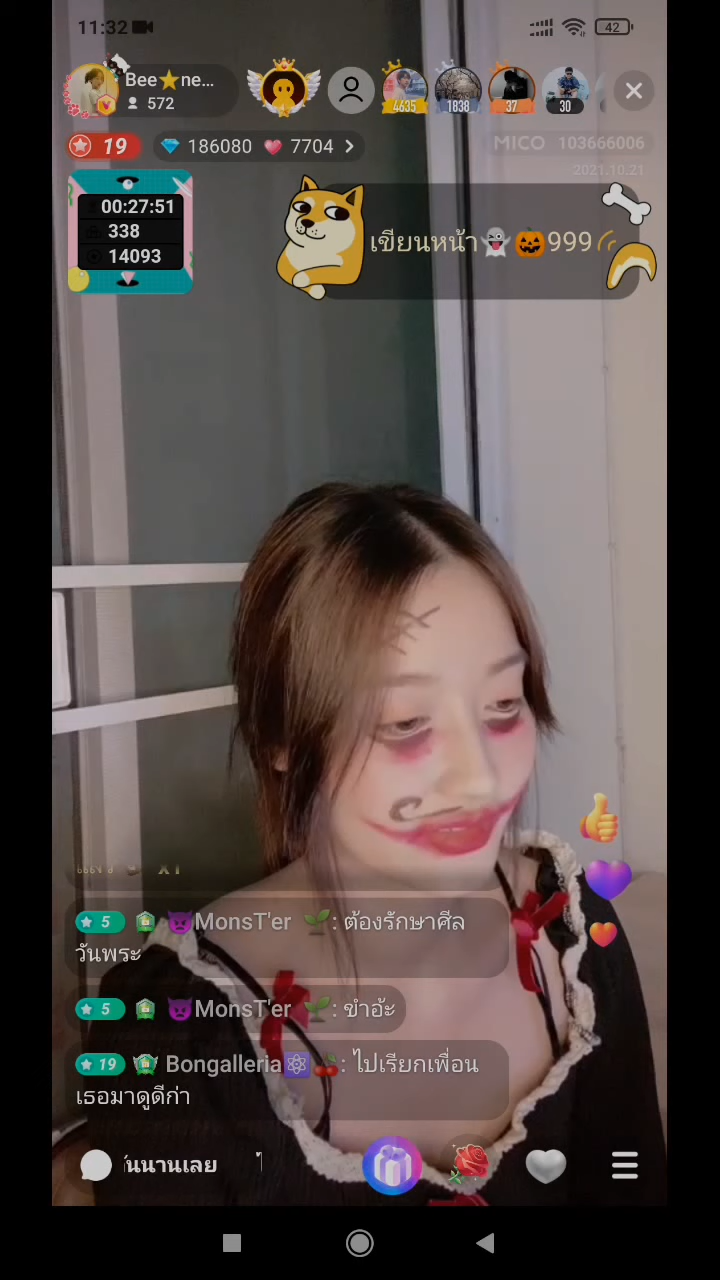 11:32
42
Bee⭐ne...
572
4635
1838
37
30
19
186080
7704
MICO 103666006
2021.10.21
00:27:51
338
14093
เขียนหน้า👻🎃999
x1
5 😈MonsT'er 🌱: ต้องรักษาศีล
วันพระ
5 😈MonsT'er 🌱: ขำอ้ะ
19 Bongalleria⚛🍒: ไปเรียกเพื่อน
เธอมาดูดีก่า
นนานเลย